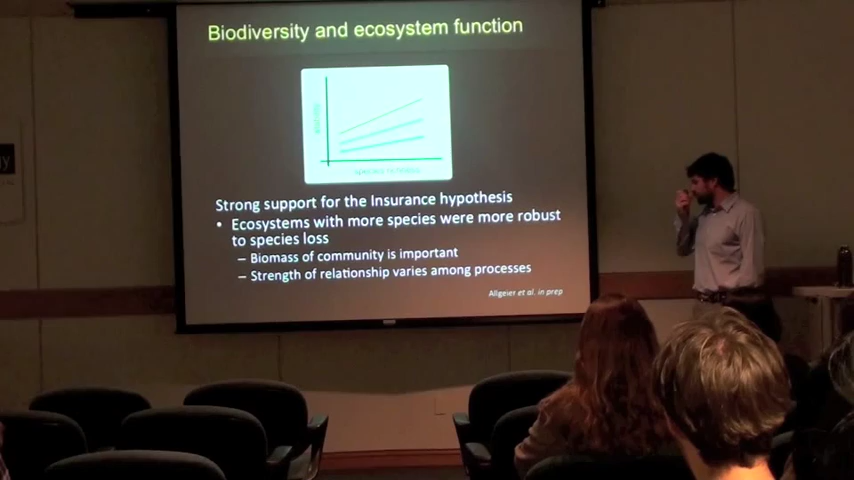 Biodiversity and ecosystem function
Strong support for the Insurance hypothesis
• Ecosystems with more species were more robust
to species loss
– Biomass of community is important
– Strength of relationship varies among processes
Allgeier et al. in prep